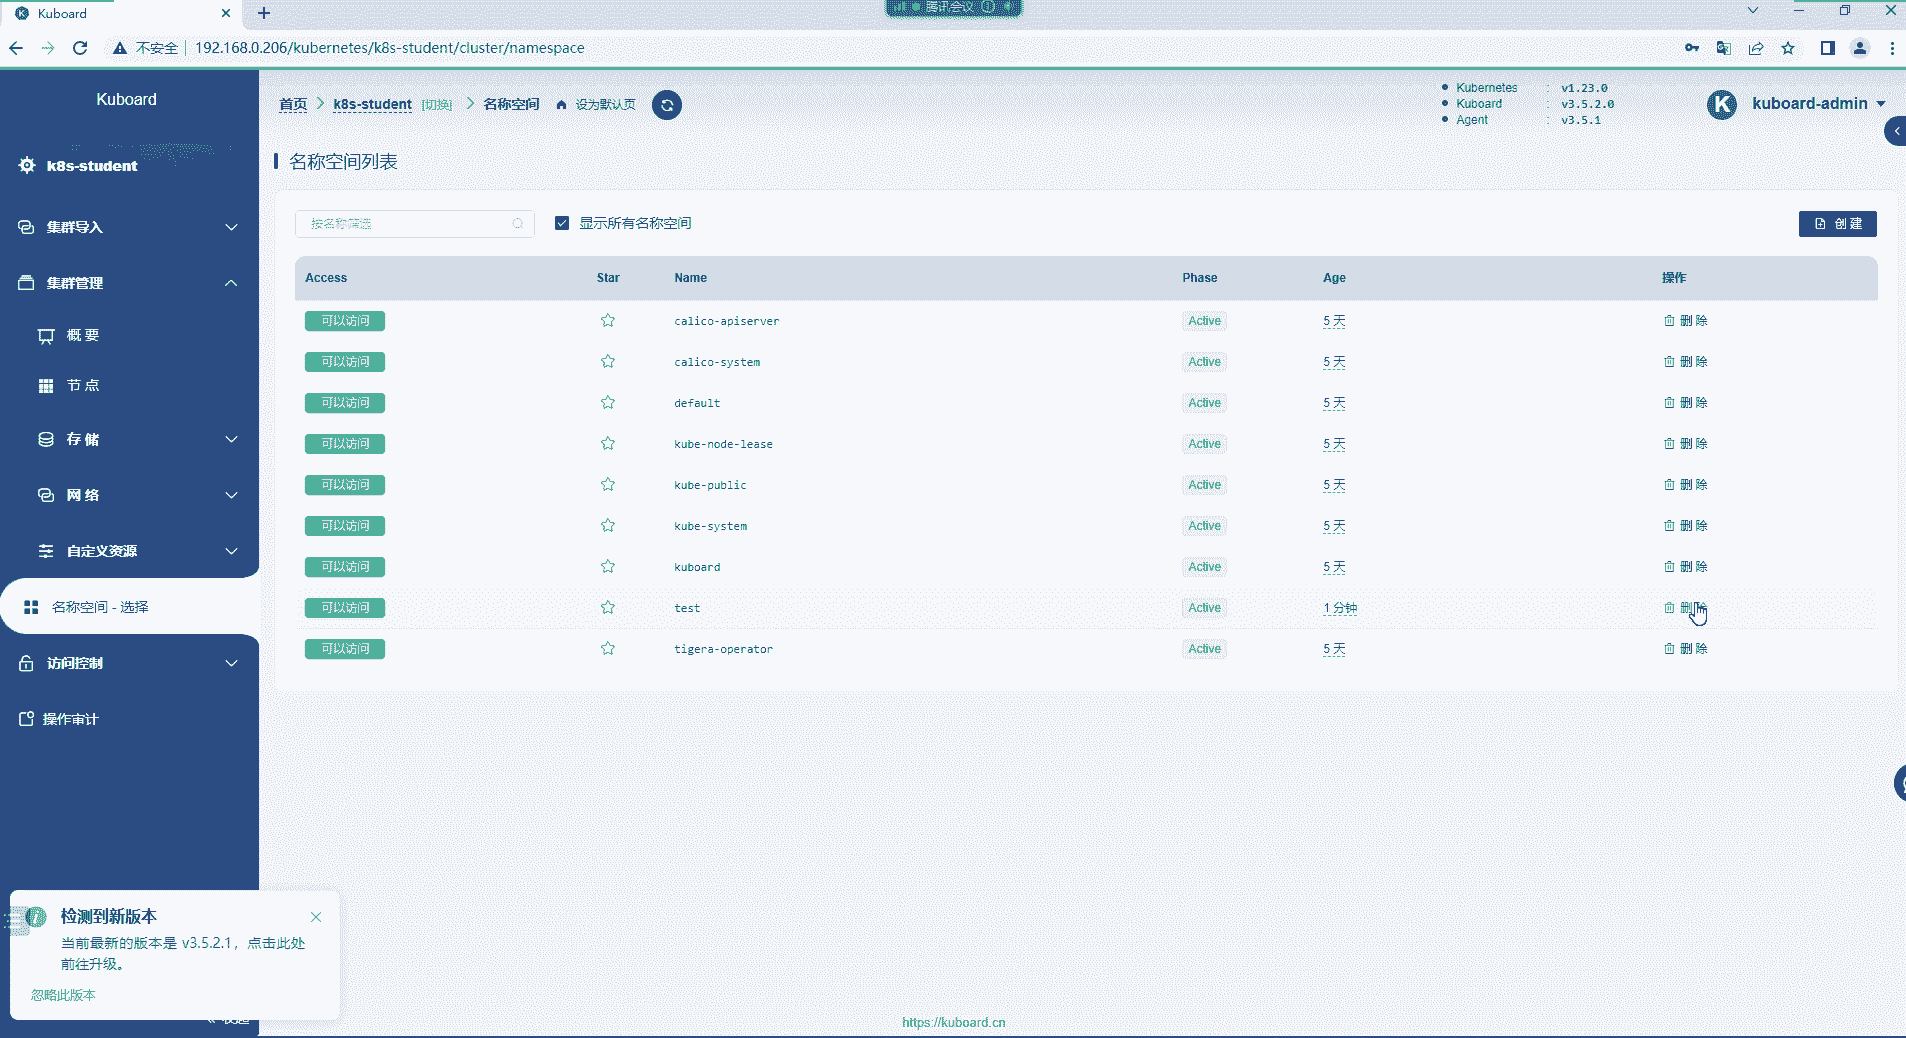 Kuboard
腾讯会议
不安全 192.168.0.206/kubernetes/k8s-student/cluster/namespace
Kuboard
首页 > k8s-student [切换] > 名称空间 设为默认页
Kubernetes : v1.23.0
Kuboard : v3.5.2.0
Agent : v3.5.1
K kuboard-admin
k8s-student
集群导入
集群管理
概要
节点
存储
网络
自定义资源
名称空间 - 选择
访问控制
操作审计
名称空间列表
按名称筛选 显示所有名称空间 创建
Access Star Name Phase Age 操作
可以访问 calico-apiserver Active 5 天 删除
可以访问 calico-system Active 5 天 删除
可以访问 default Active 5 天 删除
可以访问 kube-node-lease Active 5 天 删除
可以访问 kube-public Active 5 天 删除
可以访问 kube-system Active 5 天 删除
可以访问 kuboard Active 5 天 删除
可以访问 test Active 1 分钟 删除
可以访问 tigera-operator Active 5 天 删除
检测到新版本
当前最新的版本是 v3.5.2.1，点击此处
前往升级。
忽略此版本
https://kuboard.cn